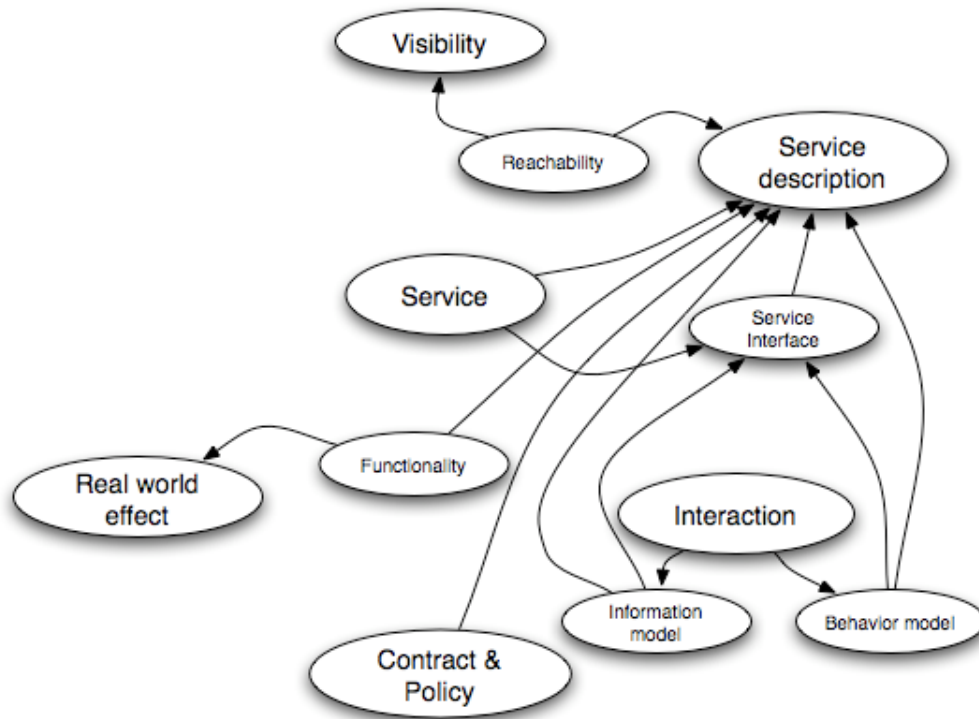 Visibility
Reachability
Service
description
Service
Service
Interface
Functionality
Real world
effect
Interaction
Information
model
Behavior model
Contract &
Policy